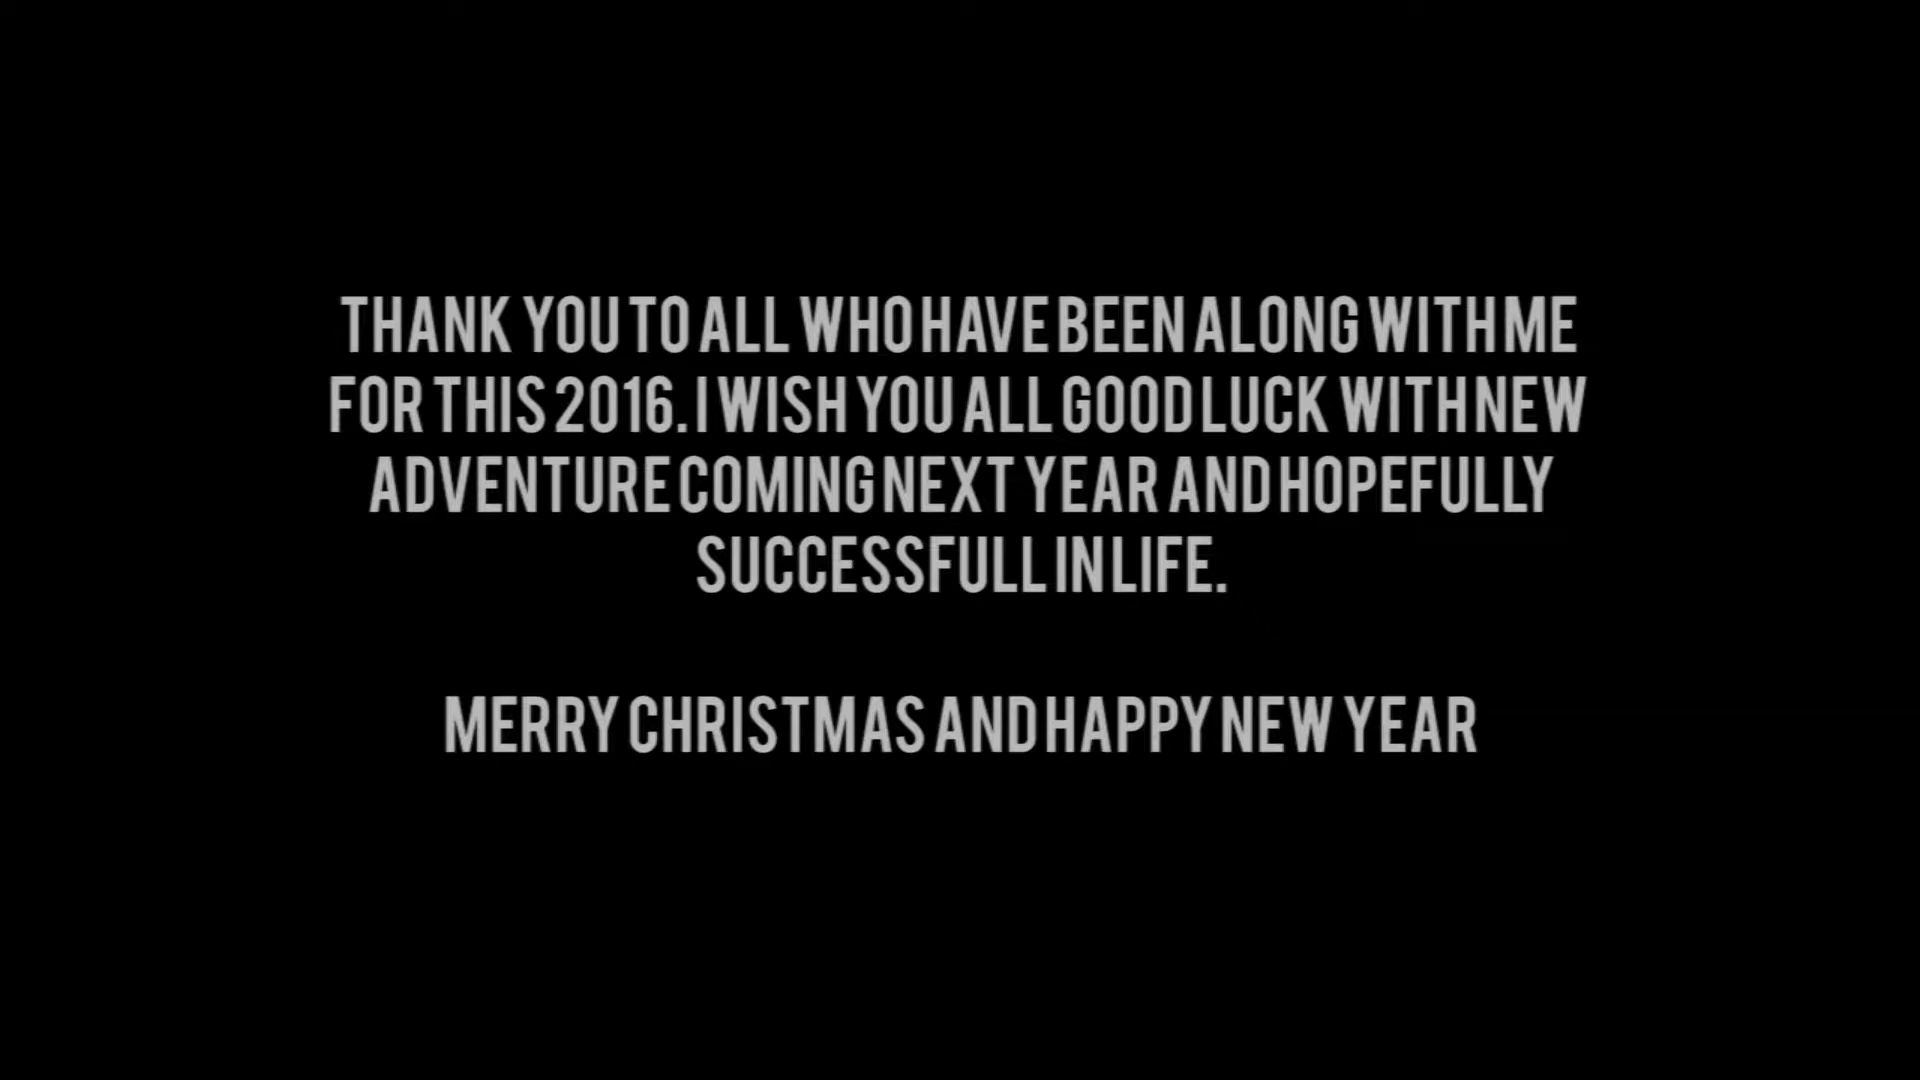 THANK YOU TO ALL WHO HAVE BEEN ALONG WITH ME
FOR THIS 2016. I WISH YOU ALL GOOD LUCK WITH NEW
ADVENTURE COMING NEXT YEAR AND HOPEFULLY
SUCCESSFULL IN LIFE.
MERRY CHRISTMAS AND HAPPY NEW YEAR